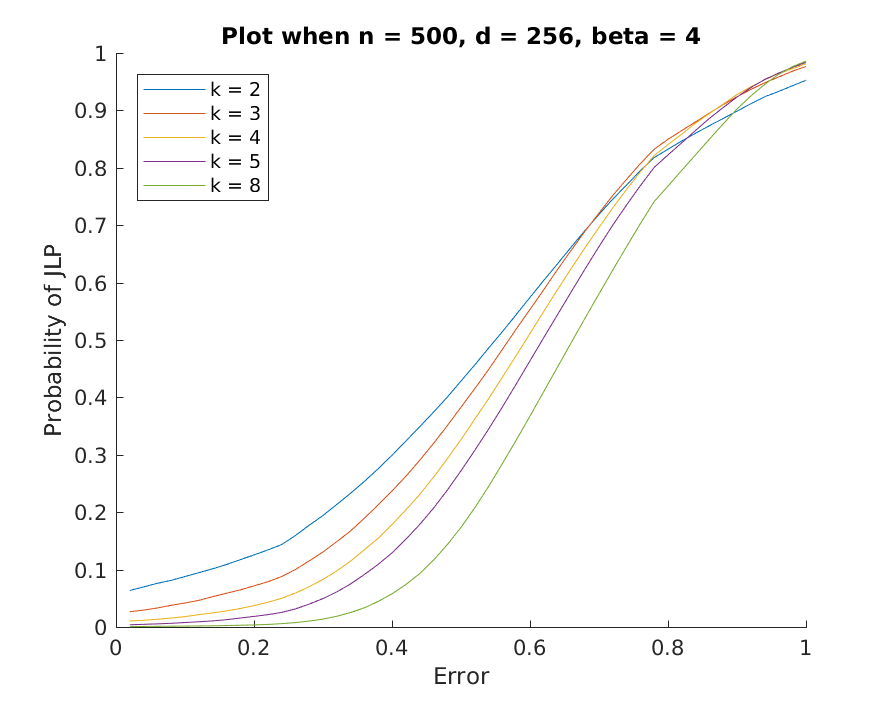 Plot when n = 500, d = 256, beta = 4
1
0.9
0.8
0.7
0.6
0.5
0.4
0.3
0.2
0.1
0
k = 2
k = 3
k = 4
k = 5
k = 8
Probability of JLP
0
0.2
0.4
0.6
0.8
1
Error